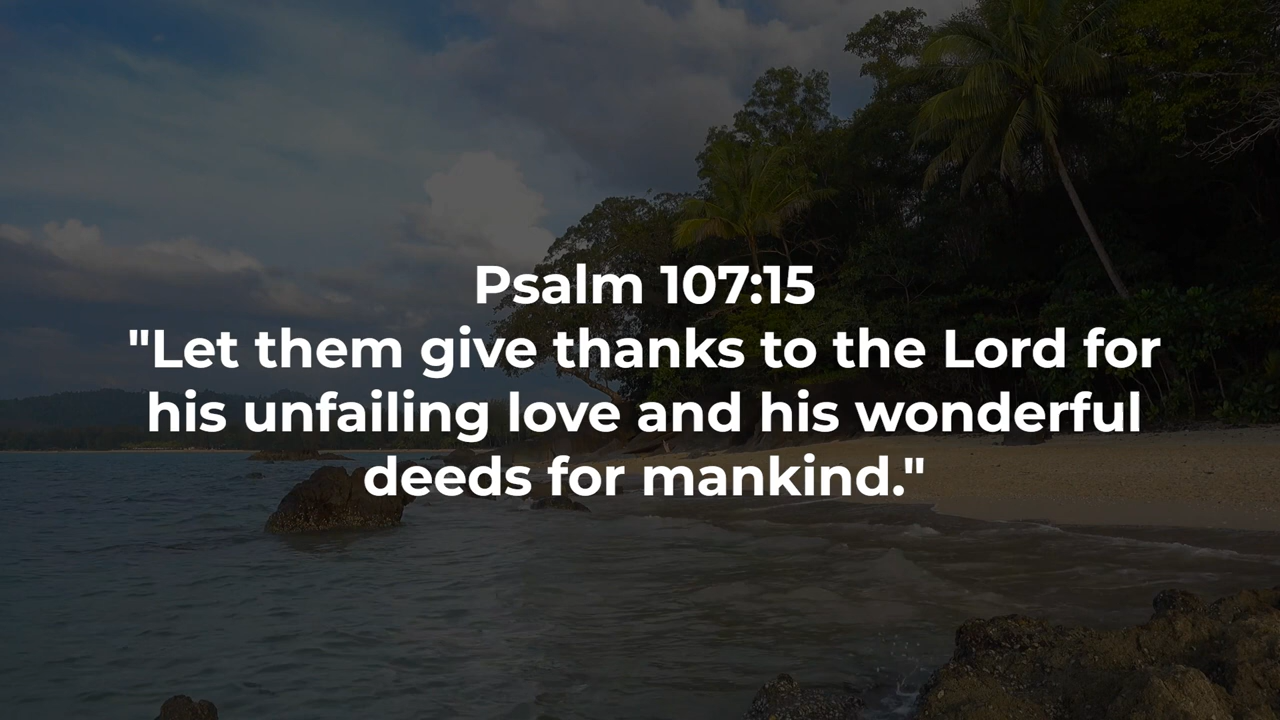 Psalm 107:15
"Let them give thanks to the Lord for
his unfailing love and his wonderful
deeds for mankind."